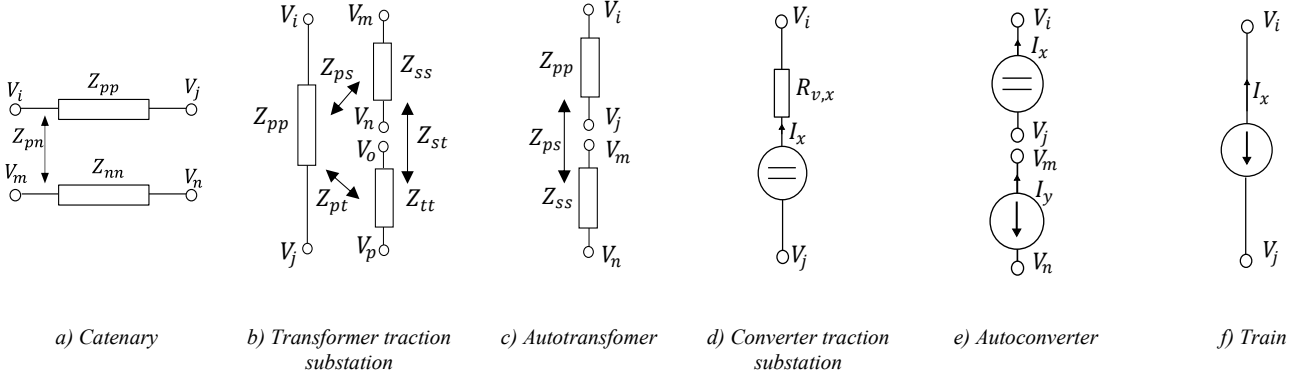 V_i
Z_pp
V_j
Z_pn
V_m
Z_nn
V_n
V_i
V_m
Z_ps
Z_ss
Z_pp
V_n
V_o
Z_st
Z_pt
Z_tt
V_j
V_p
V_i
Z_pp
V_j
Z_ps
V_m
Z_ss
V_n
V_i
R_v,x
I_x
V_j
V_i
I_x
V_j
V_m
I_y
V_n
V_i
I_x
V_j
a) Catenary
b) Transformer traction
substation
c) Autotransfomer
d) Converter traction
substation
e) Autoconverter
f) Train